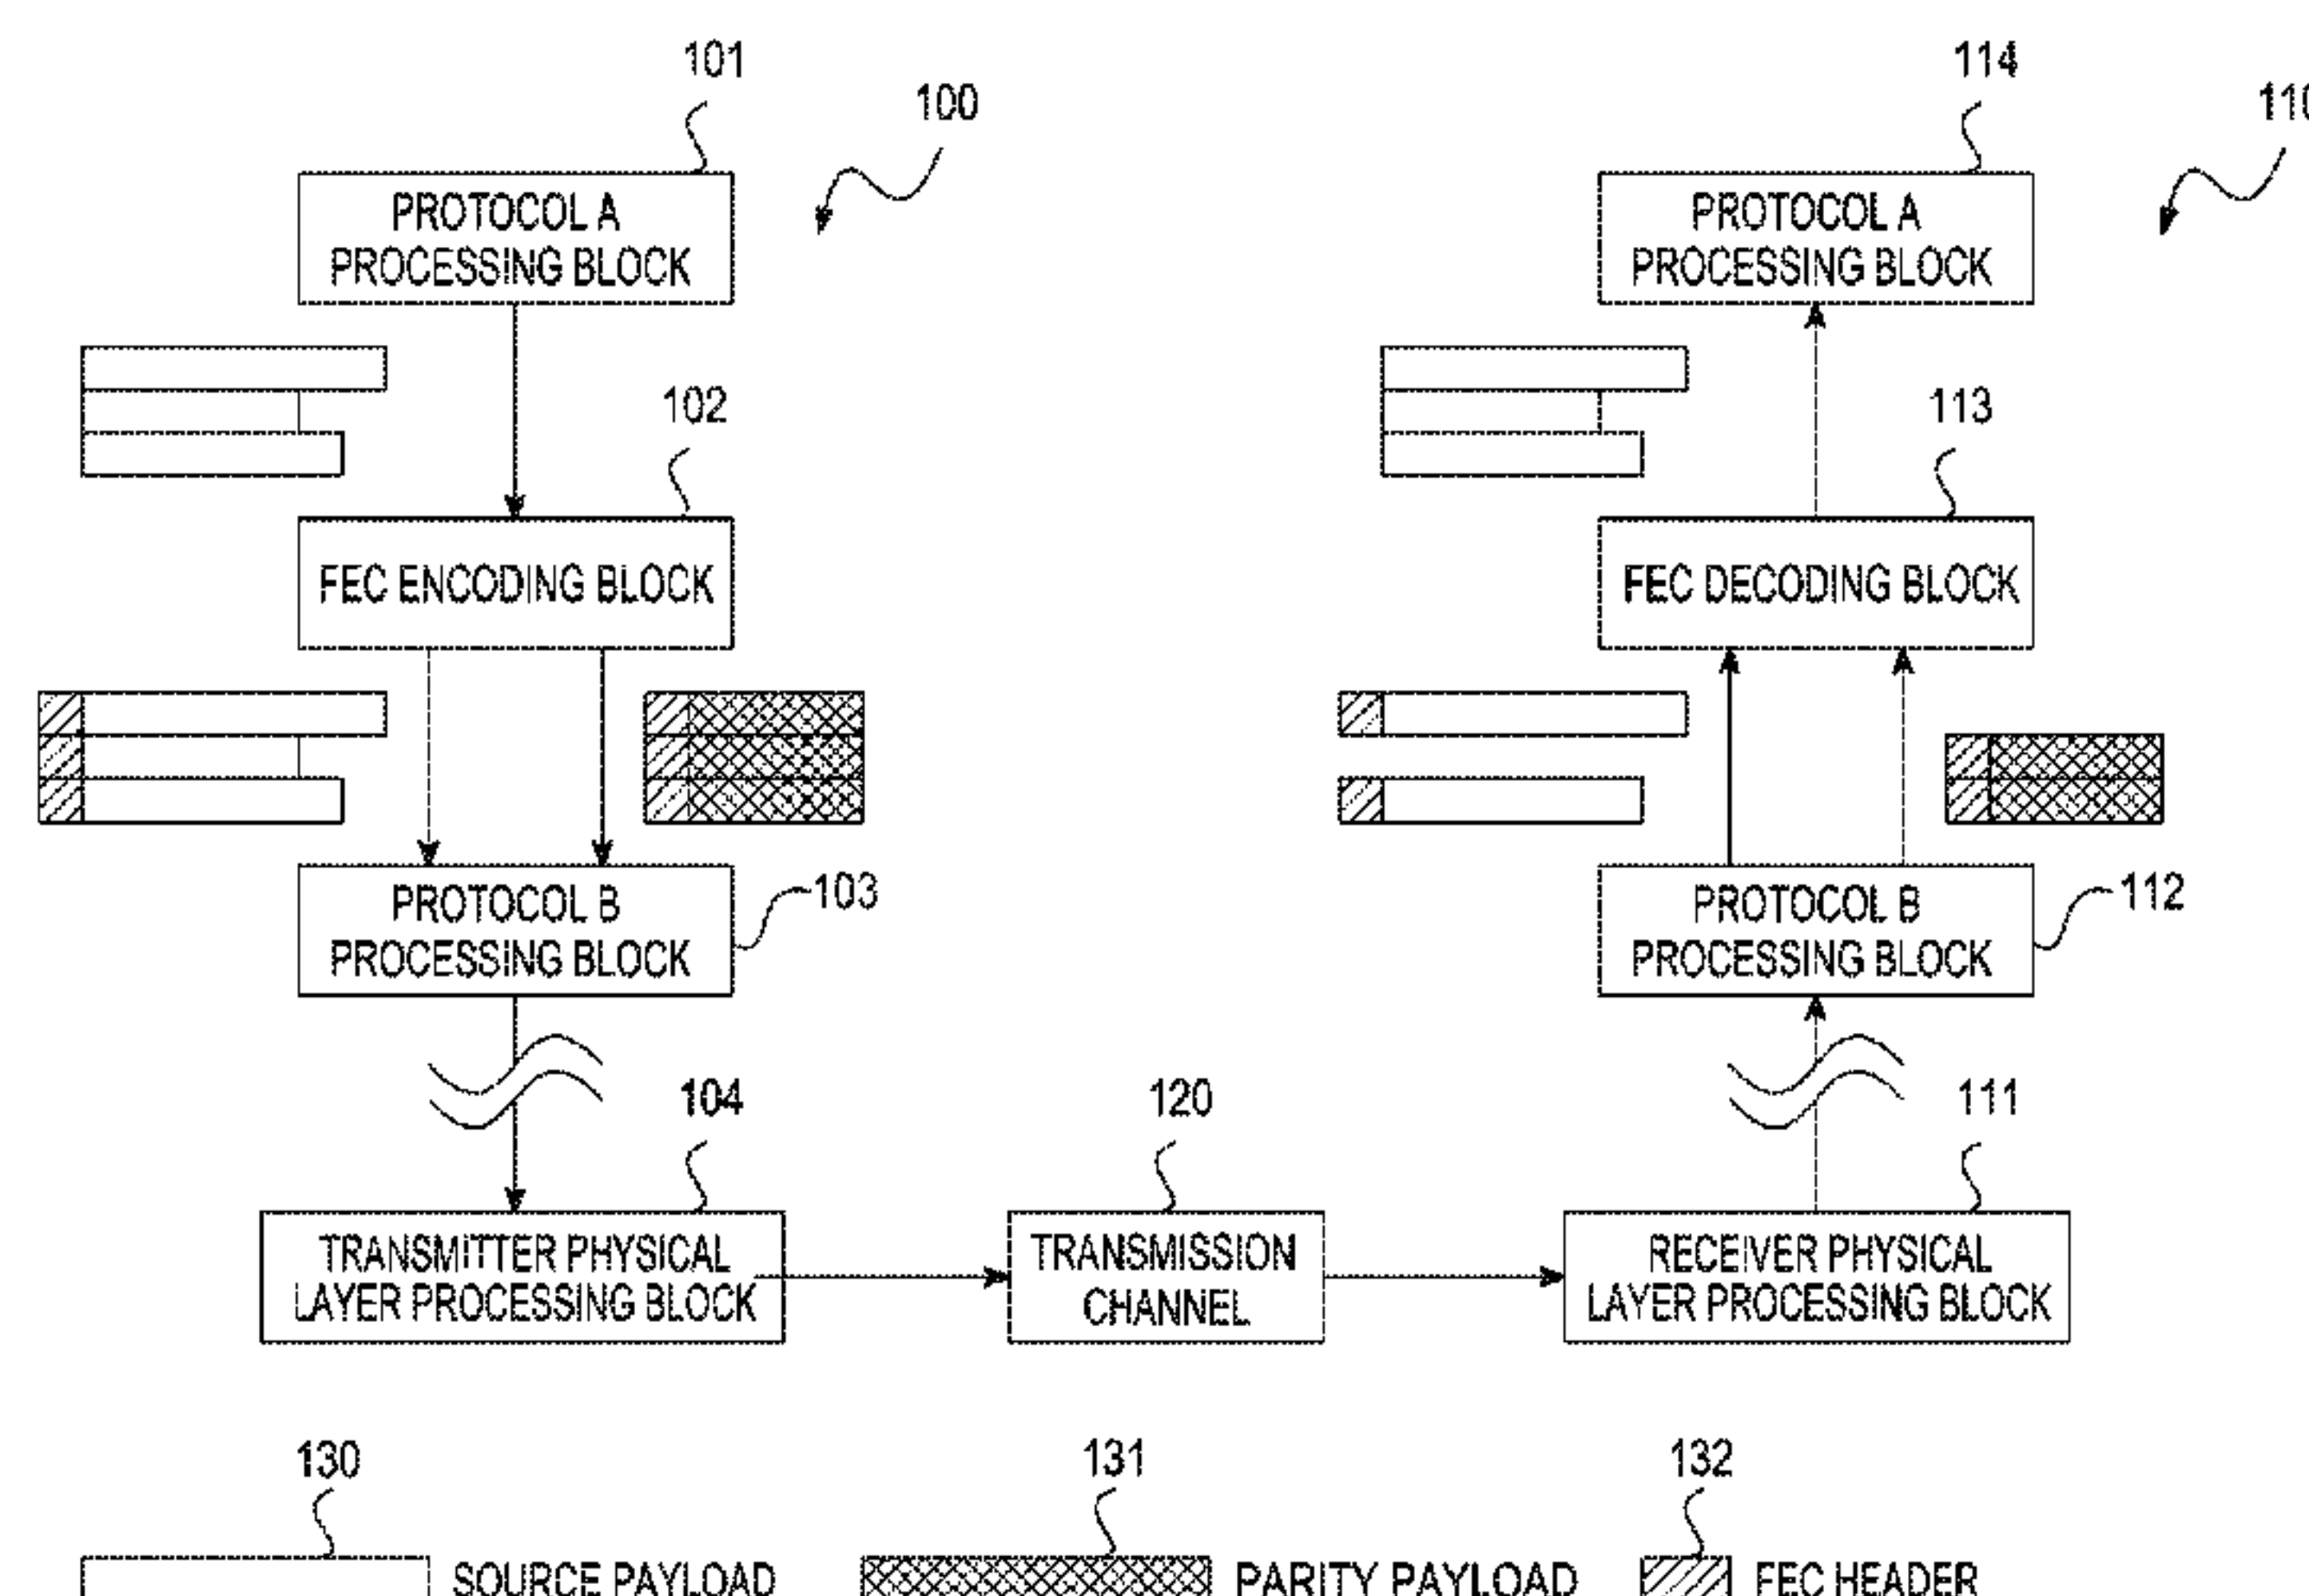 101
100
114
110
PROTOCOL A
PROCESSING BLOCK
PROTOCOL A
PROCESSING BLOCK
102
113
FEC ENCODING BLOCK
FEC DECODING BLOCK
PROTOCOL B
PROCESSING BLOCK
103
PROTOCOL B
PROCESSING BLOCK
112
104
120
111
TRANSMITTER PHYSICAL
LAYER PROCESSING BLOCK
TRANSMISSION
CHANNEL
RECEIVER PHYSICAL
LAYER PROCESSING BLOCK
130
131
132
SOURCE PAYLOAD
PARITY PAYLOAD
FEC HEADER